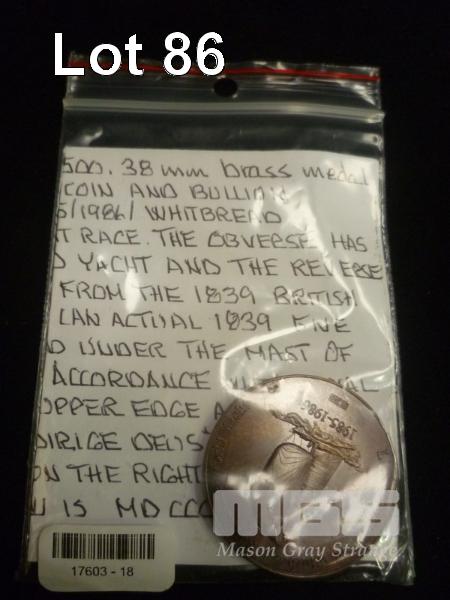 Lot 86
500. 38 mm brass medal
COIN AND BULLION
5/1986/ WHITBREAD
T RACE. THE OBVERSE HAS
D YACHT AND THE REVERSE
FROM THE 1839 BRITISH
AN ACTUAL 1839 FIVE
D UNDER THE MAST OF
ACCORDANCE
UPPER EDGE A
DIRIGE DEUS
ON THE RIGHT
IS MDCCC
1985-1986
MGS
Mason Gray Strange
17603 - 18